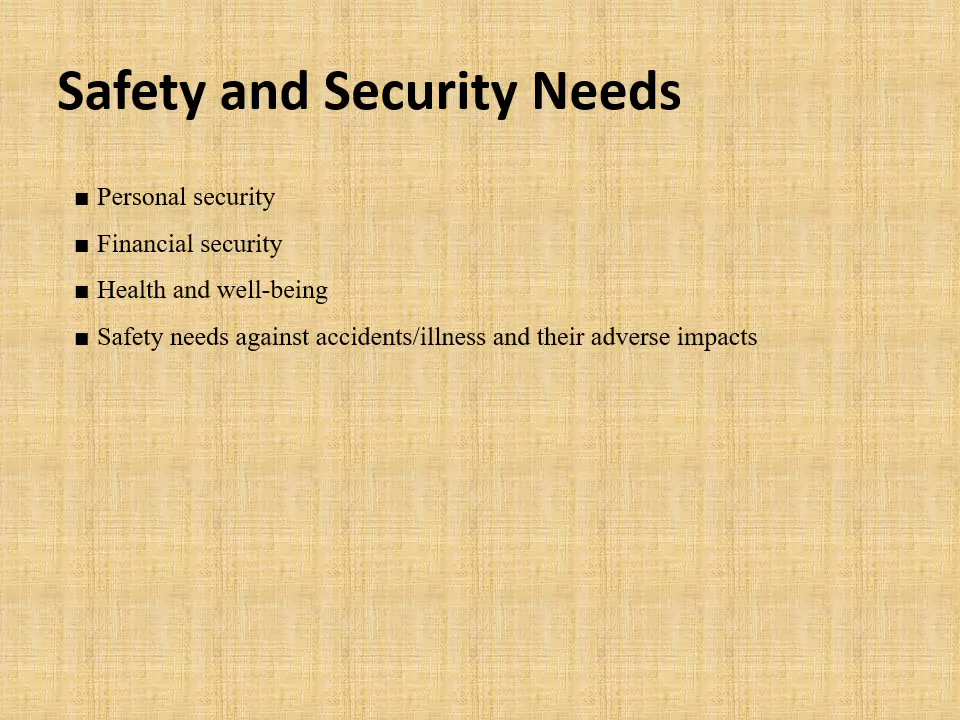 Safety and Security Needs
■ Personal security
■ Financial security
■ Health and well-being
■ Safety needs against accidents/illness and their adverse impacts